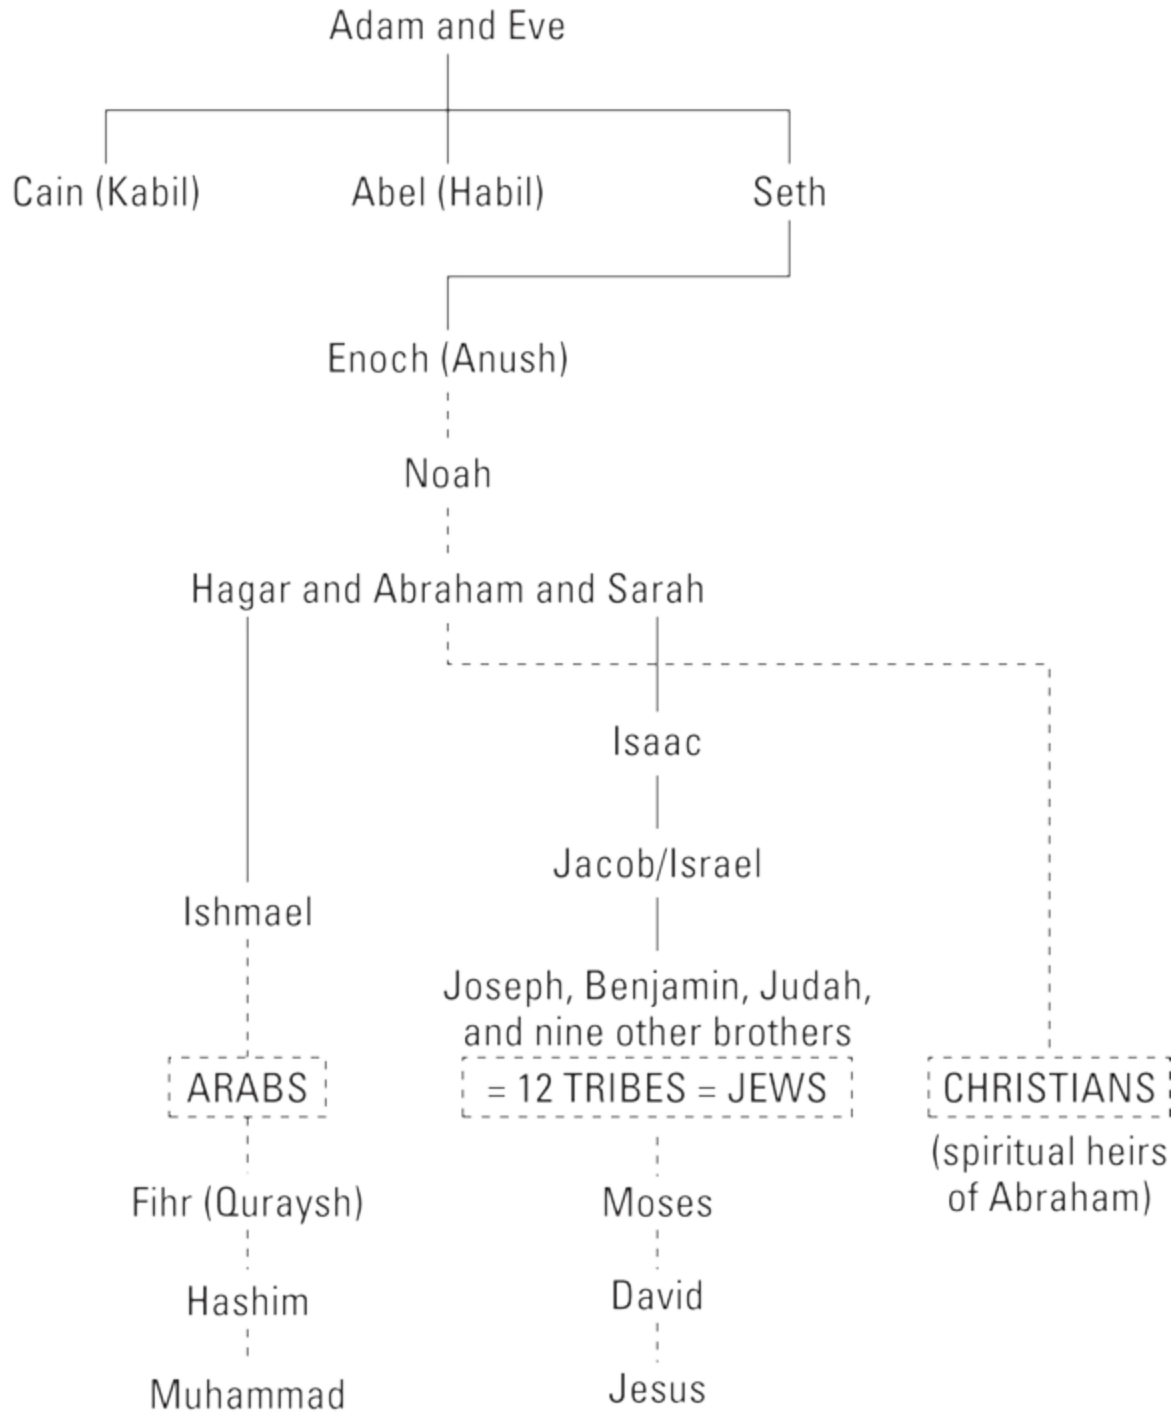 Adam and Eve
Cain (Kabil) Abel (Habil) Seth
Enoch (Anush)
Noah
Hagar and Abraham and Sarah
Isaac
Jacob/Israel
Ishmael
Joseph, Benjamin, Judah,
and nine other brothers
ARABS = 12 TRIBES = JEWS CHRISTIANS
(spiritual heirs
of Abraham)
Fihr (Quraysh) Moses
Hashim David
Muhammad Jesus